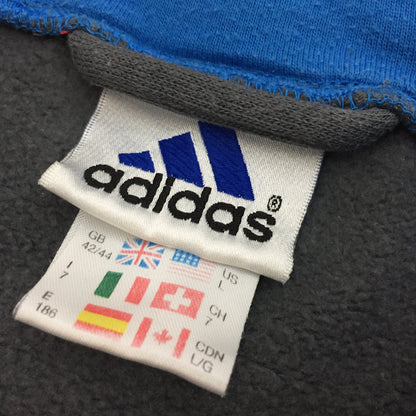 adidas®
GB 42/44 US L
I 7 CH 7
E 186 CDN L/G